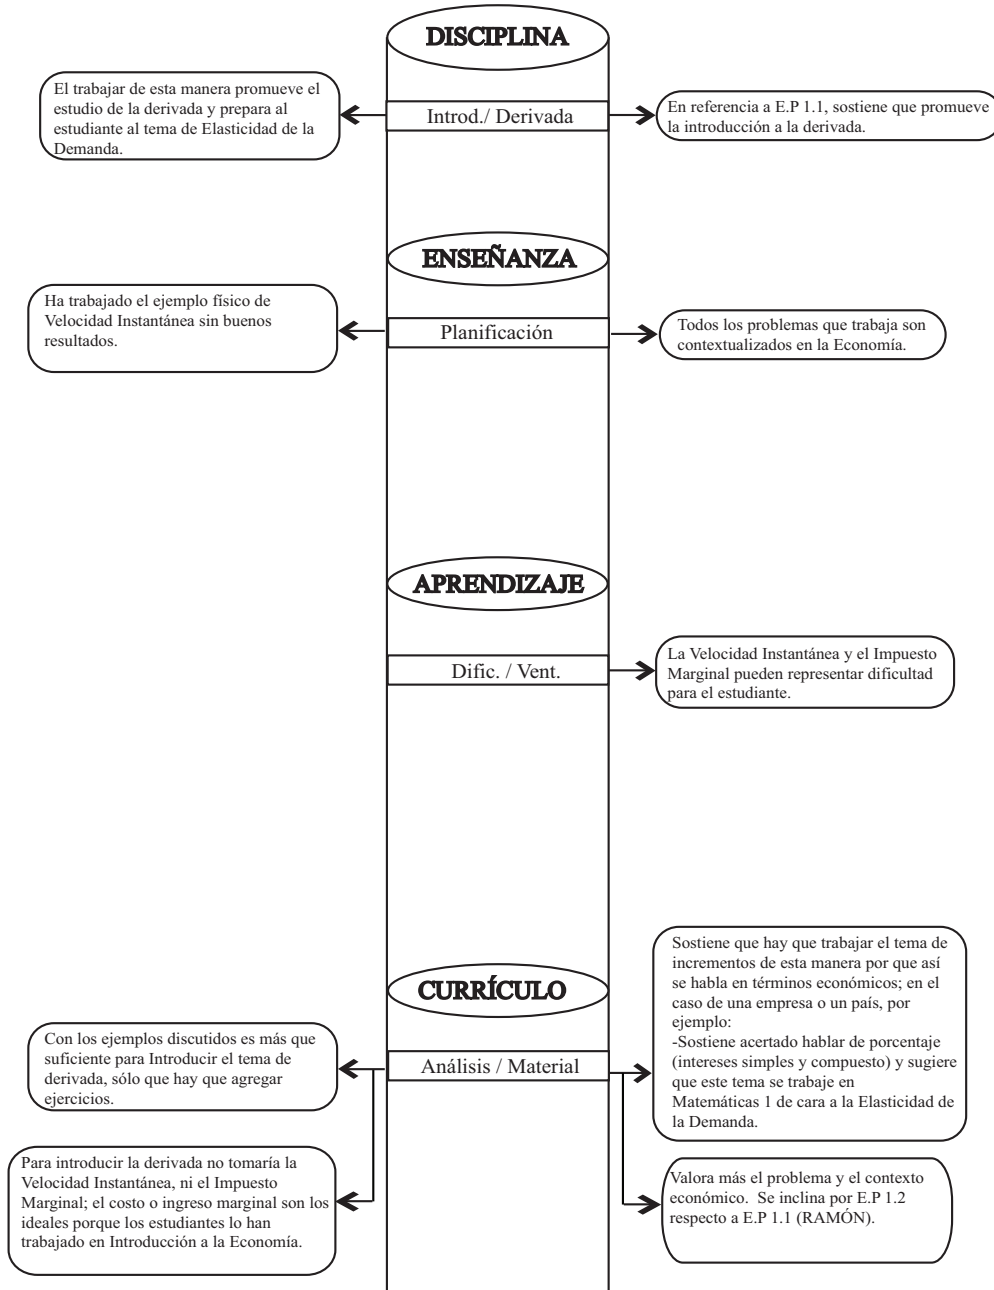 DISCIPLINA
El trabajar de esta manera promueve el
estudio de la derivada y prepara al
estudiante al tema de Elasticidad de la
Demanda.
Introd./ Derivada
En referencia a E.P 1.1, sostiene que promueve
la introducción a la derivada.
ENSEÑANZA
Ha trabajado el ejemplo físico de
Velocidad Instantánea sin buenos
resultados.
Planificación
Todos los problemas que trabaja son
contextualizados en la Economía.
APRENDIZAJE
Dific. / Vent.
La Velocidad Instantánea y el Impuesto
Marginal pueden representar dificultad
para el estudiante.
CURRÍCULO
Con los ejemplos discutidos es más que
suficiente para Introducir el tema de
derivada, sólo que hay que agregar
ejercicios.
Análisis / Material
Sostiene que hay que trabajar el tema de
incrementos de esta manera por que así
se habla en términos económicos; en el
caso de una empresa o un país, por
ejemplo:
-Sostiene acertado hablar de porcentaje
(intereses simples y compuesto) y sugiere
que este tema se trabaje en
Matemáticas 1 de cara a la Elasticidad de
la Demanda.
Para introducir la derivada no tomaría la
Velocidad Instantánea, ni el Impuesto
Marginal; el costo o ingreso marginal son los
ideales porque los estudiantes lo han
trabajado en Introducción a la Economía.
Valora más el problema y el contexto
económico.  Se inclina por E.P 1.2
respecto a E.P 1.1 (RAMÓN).